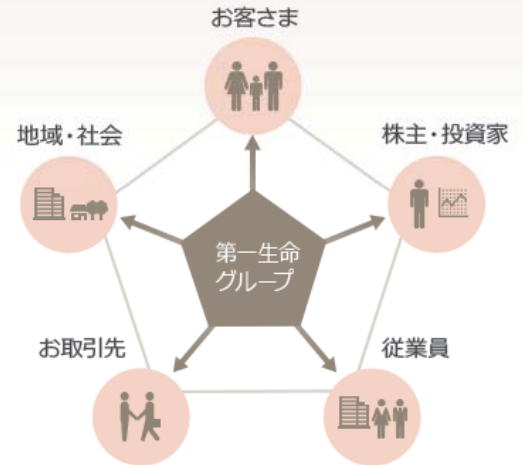 お客さま
地域・社会
株主・投資家
第一生命
グループ
お取引先
従業員